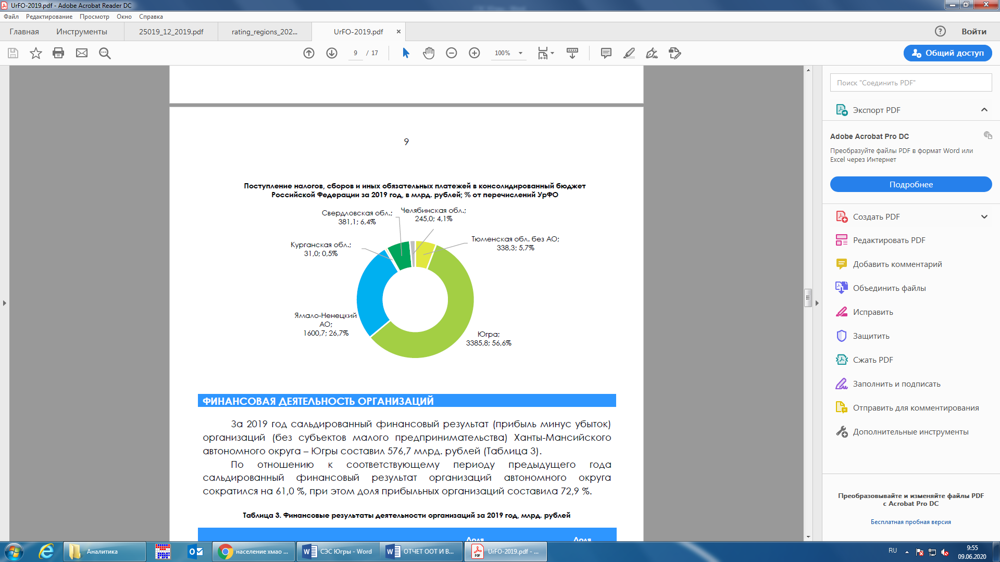 UrFO-2019.pdf - Adobe Acrobat Reader DC
Файл Редактирование Просмотр Окно Справка
Главная Инструменты 25019_12_2019.pdf rating_regions_202... UrFO-2019.pdf × ? Войти
9 / 17 100% Общий доступ
Поиск "Соединить PDF"
Экспорт PDF
Adobe Acrobat Pro DC
Преобразуйте файлы PDF в формат Word или
Excel через Интернет
Подробнее
Создать PDF
Редактировать PDF
Добавить комментарий
Объединить файлы
Исправить
Защитить
Сжать PDF
Заполнить и подписать
Отправить для комментирования
Дополнительные инструменты
Преобразовывайте и изменяйте файлы PDF
с Acrobat Pro DC
Бесплатная пробная версия
9
Поступление налогов, сборов и иных обязательных платежей в консолидированный бюджет
Российской Федерации за 2019 год, в млрд. рублей; % от перечислений УрФО
Свердловская обл.;
381,1; 6,4%
Челябинская обл.;
245,0; 4,1%
Курганская обл.;
31,0; 0,5%
Тюменская обл. без АО;
338,3; 5,7%
Ямало-Ненецкий
АО;
1600,7; 26,7%
Югра;
3385,8; 56,6%
ФИНАНСОВАЯ ДЕЯТЕЛЬНОСТЬ ОРГАНИЗАЦИЙ
За 2019 год сальдированный финансовый результат (прибыль минус убыток)
организаций (без субъектов малого предпринимательства) Ханты-Мансийского
автономного округа – Югры составил 576,7 млрд. рублей (Таблица 3).
По отношению к соответствующему периоду предыдущего года
сальдированный финансовый результат организаций автономного округа
сократился на 61,0 %, при этом доля прибыльных организаций составила 72,9 %.
Таблица 3. Финансовые результаты деятельности организаций за 2019 год, млрд. рублей
Доля Доля
Аналитика население хмао ... СЭС Югры - Word ОТЧЕТ ООТ И В... UrFO-2019.pdf - ... RU 9:55
09.06.2020